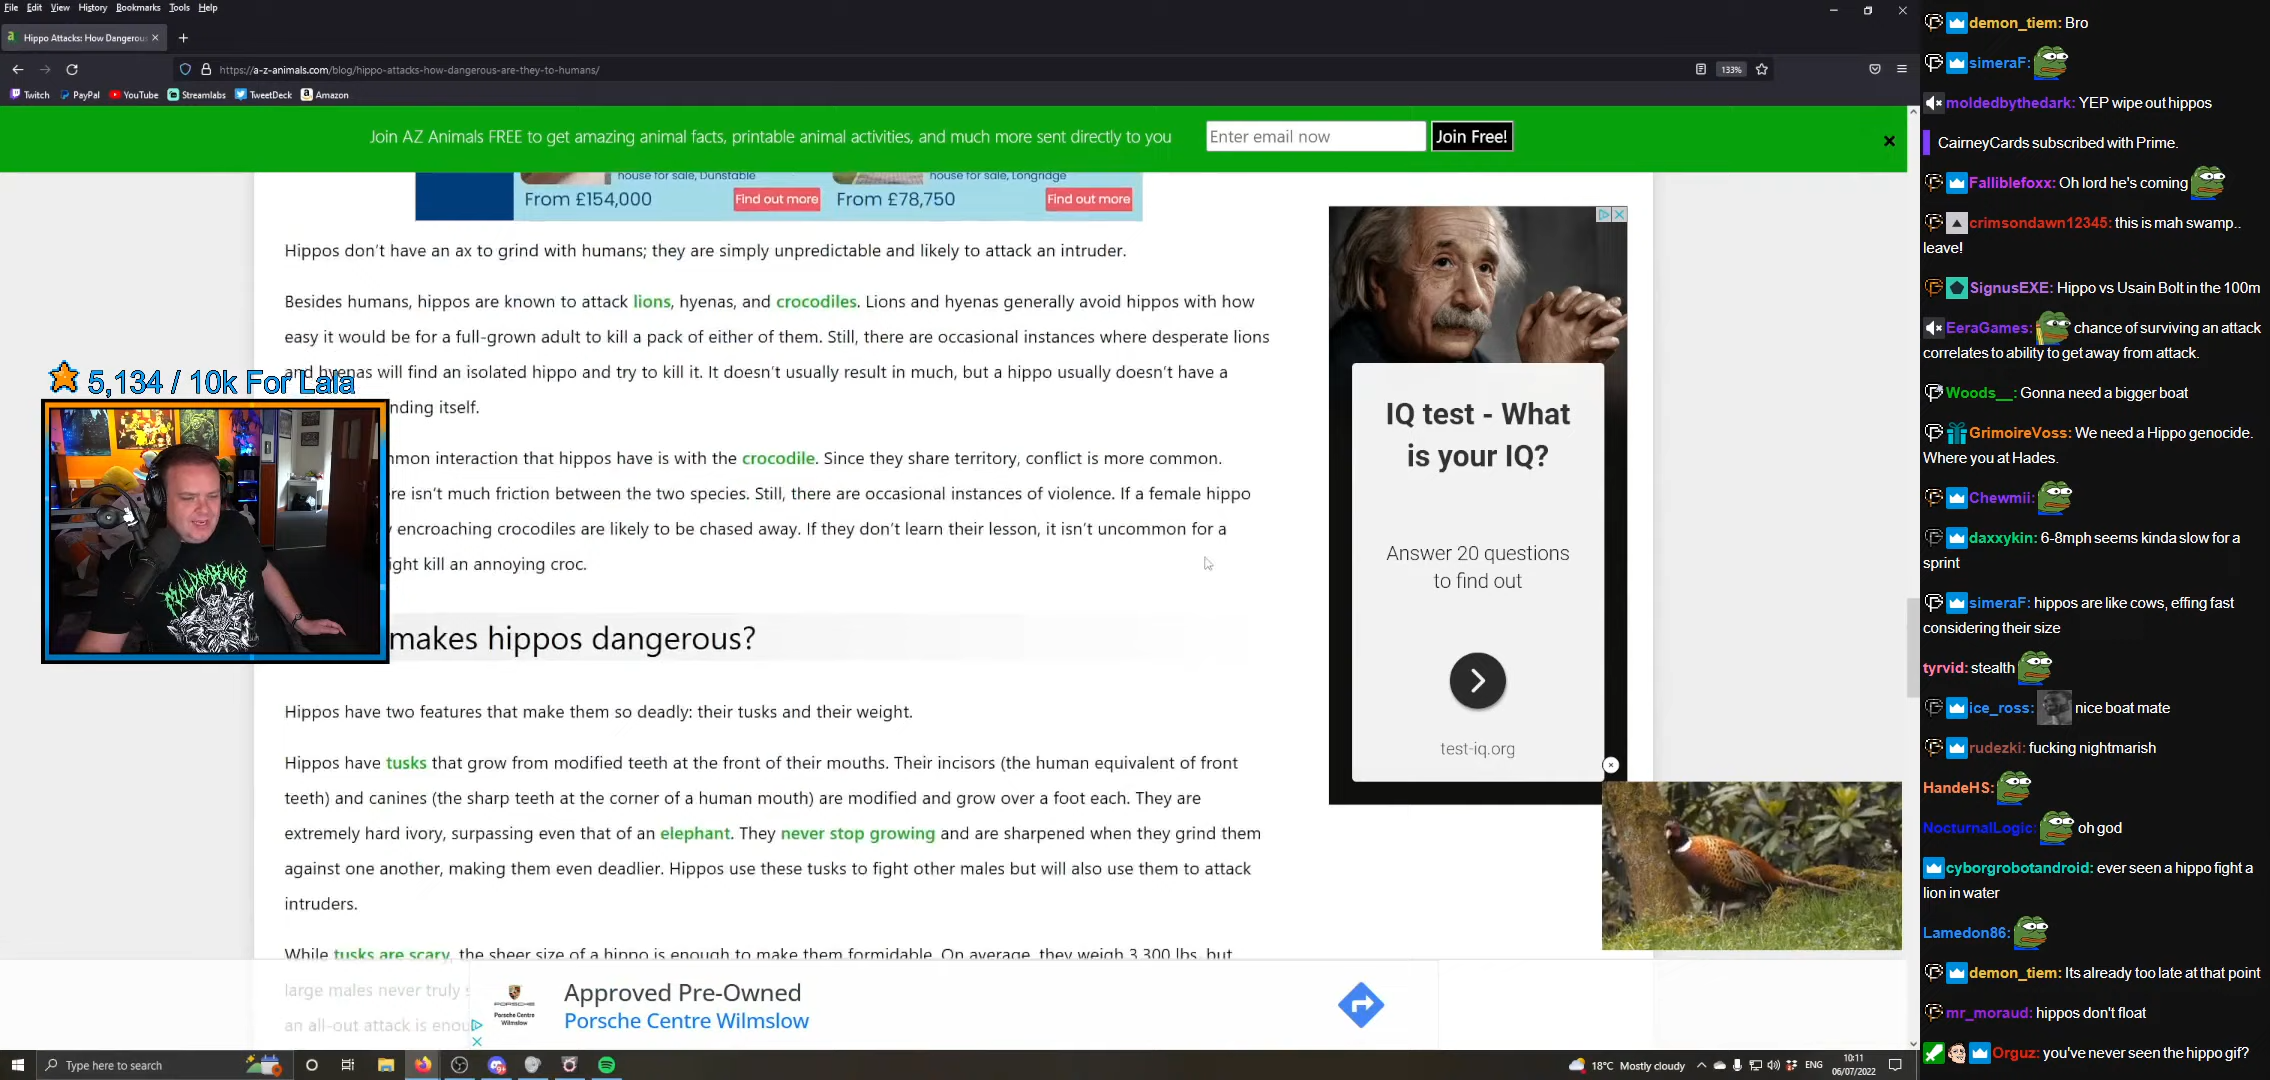 File Edit View History Bookmarks Tools Help
Hippo Attacks: How Dangerou
https://a-z-animals.com/blog/hippo-attacks-how-dangerous-are-they-to-humans/
133%
Twitch PayPal YouTube Streamlabs TweetDeck Amazon
Join AZ Animals FREE to get amazing animal facts, printable animal activities, and much more sent directly to you
Enter email now
Join Free!
house for sale, Dunstable
From £154,000
Find out more
house for sale, Longridge
From £78,750
Find out more
Hippos don't have an ax to grind with humans; they are simply unpredictable and likely to attack an intruder.
Besides humans, hippos are known to attack lions, hyenas, and crocodiles. Lions and hyenas generally avoid hippos with how
easy it would be for a full-grown adult to kill a pack of either of them. Still, there are occasional instances where desperate lions
and hyenas will find an isolated hippo and try to kill it. It doesn't usually result in much, but a hippo usually doesn't have a
nding itself.
mmon interaction that hippos have is with the crocodile. Since they share territory, conflict is more common.
re isn't much friction between the two species. Still, there are occasional instances of violence. If a female hippo
y encroaching crocodiles are likely to be chased away. If they don't learn their lesson, it isn't uncommon for a
ight kill an annoying croc.
5,134 / 10k For Lala
makes hippos dangerous?
Hippos have two features that make them so deadly: their tusks and their weight.
Hippos have tusks that grow from modified teeth at the front of their mouths. Their incisors (the human equivalent of front
teeth) and canines (the sharp teeth at the corner of a human mouth) are modified and grow over a foot each. They are
extremely hard ivory, surpassing even that of an elephant. They never stop growing and are sharpened when they grind them
against one another, making them even deadlier. Hippos use these tusks to fight other males but will also use them to attack
intruders.
While tusks are scary, the sheer size of a hippo is enough to make them formidable. On average, they weigh 3,300 lbs, but
large males never truly s
an all-out attack is enou
IQ test - What
is your IQ?
Answer 20 questions
to find out
test-iq.org
PORSCHE
Porsche Centre
Wilmslow
Approved Pre-Owned
Porsche Centre Wilmslow
Type here to search
18°C Mostly cloudy
ENG
10:11
06/07/2022
demon_tiem: Bro
simeraF:
moldedbythedark: YEP wipe out hippos
CairneyCards subscribed with Prime.
Falliblefoxx: Oh lord he's coming
crimsondawn12345: this is mah swamp..
leave!
SignusEXE: Hippo vs Usain Bolt in the 100m
EeraGames: chance of surviving an attack
correlates to ability to get away from attack.
Woods__: Gonna need a bigger boat
GrimoireVoss: We need a Hippo genocide.
Where you at Hades.
Chewmii:
daxxykin: 6-8mph seems kinda slow for a
sprint
simeraF: hippos are like cows, effing fast
considering their size
tyrvid: stealth
ice_ross: nice boat mate
rudezki: fucking nightmarish
HandeHS:
NocturnalLogic: oh god
cyborgrobotandroid: ever seen a hippo fight a
lion in water
Lamedon86:
demon_tiem: Its already too late at that point
mr_moraud: hippos don't float
Orguz: you've never seen the hippo gif?